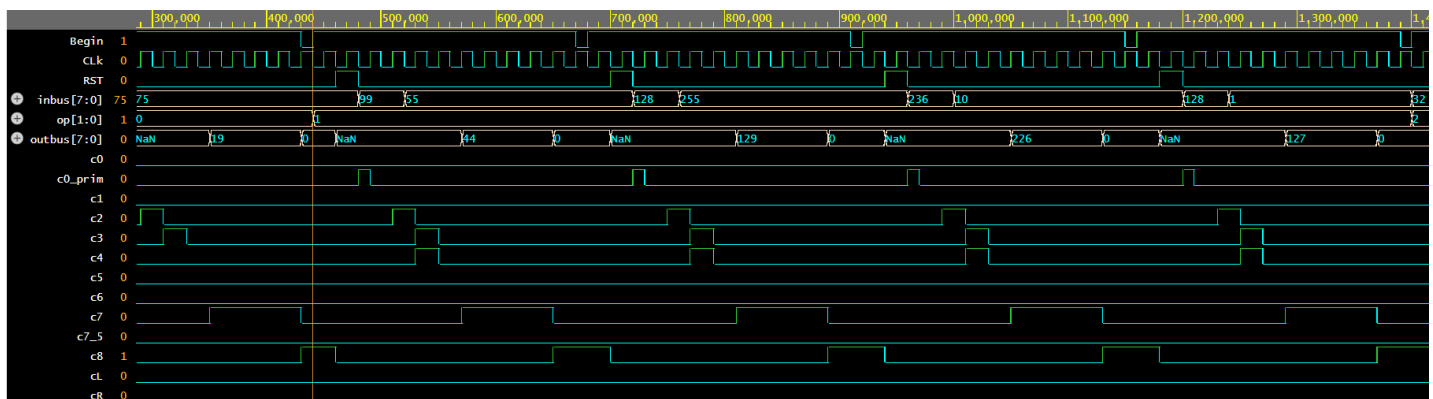 300,000 400,000 500,000 600,000 700,000 800,000 900,000 1,000,000 1,100,000 1,200,000 1,300,000 1,4
Begin 1
CLk 0
RST 0
inbus[7:0] 75 75 99 55 128 255 236 10 128 1 32
op[1:0] 1 0 1 2
outbus[7:0] 0 NaN 19 0 NaN 44 0 NaN 129 0 NaN 226 0 NaN 127 0
c0 0
c0_prim 0
c1 0
c2 0
c3 0
c4 0
c5 0
c6 0
c7 0
c7_5 0
c8 1
cL 0
cR 0